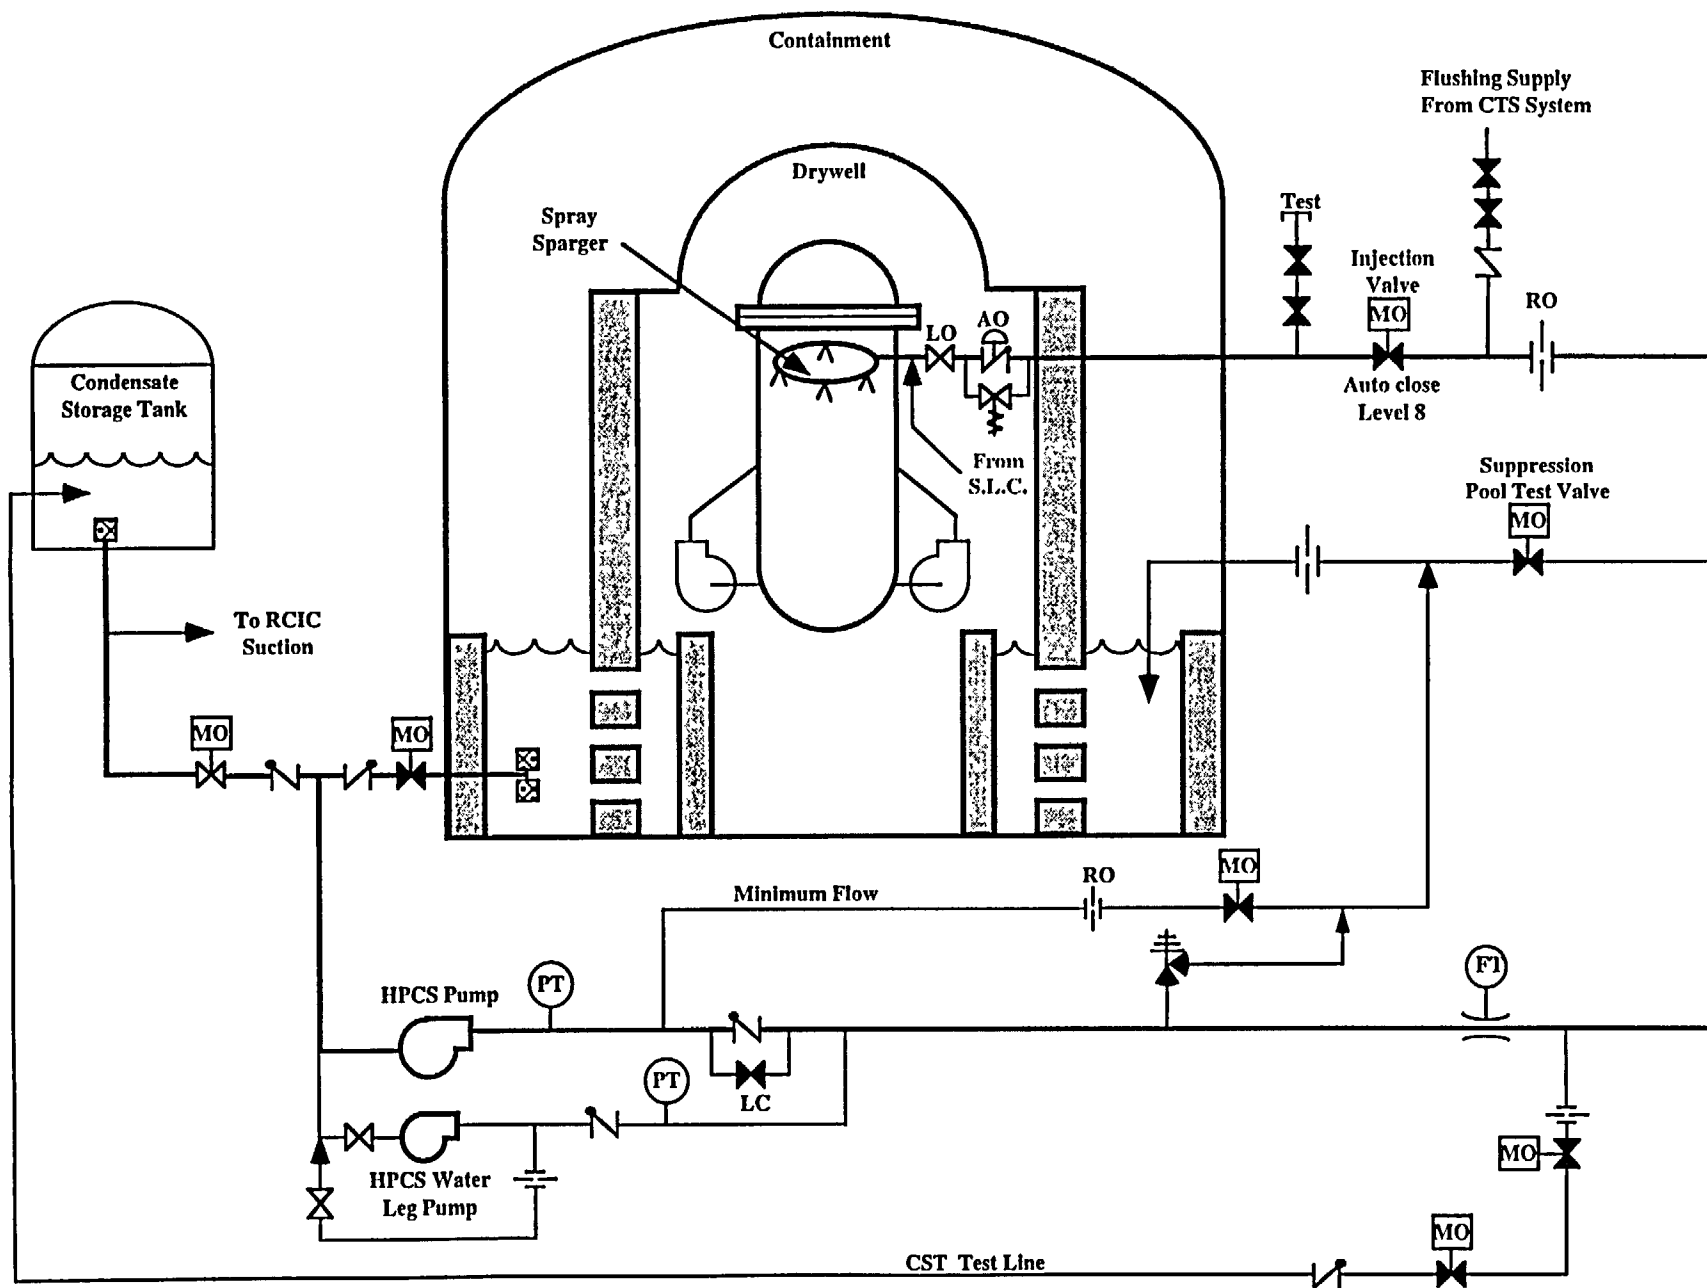 Containment
Flushing Supply
From CTS System
Drywell
Spray
Sparger
Test
Injection
Valve
MO
RO
LO
AO
Auto close
Level 8
Condensate
Storage Tank
From
S.L.C.
Suppression
Pool Test Valve
MO
To RCIC
Suction
MO
MO
MO
RO
Minimum Flow
HPCS Pump
PT
FT
PT
LC
HPCS Water
Leg Pump
MO
MO
CST Test Line